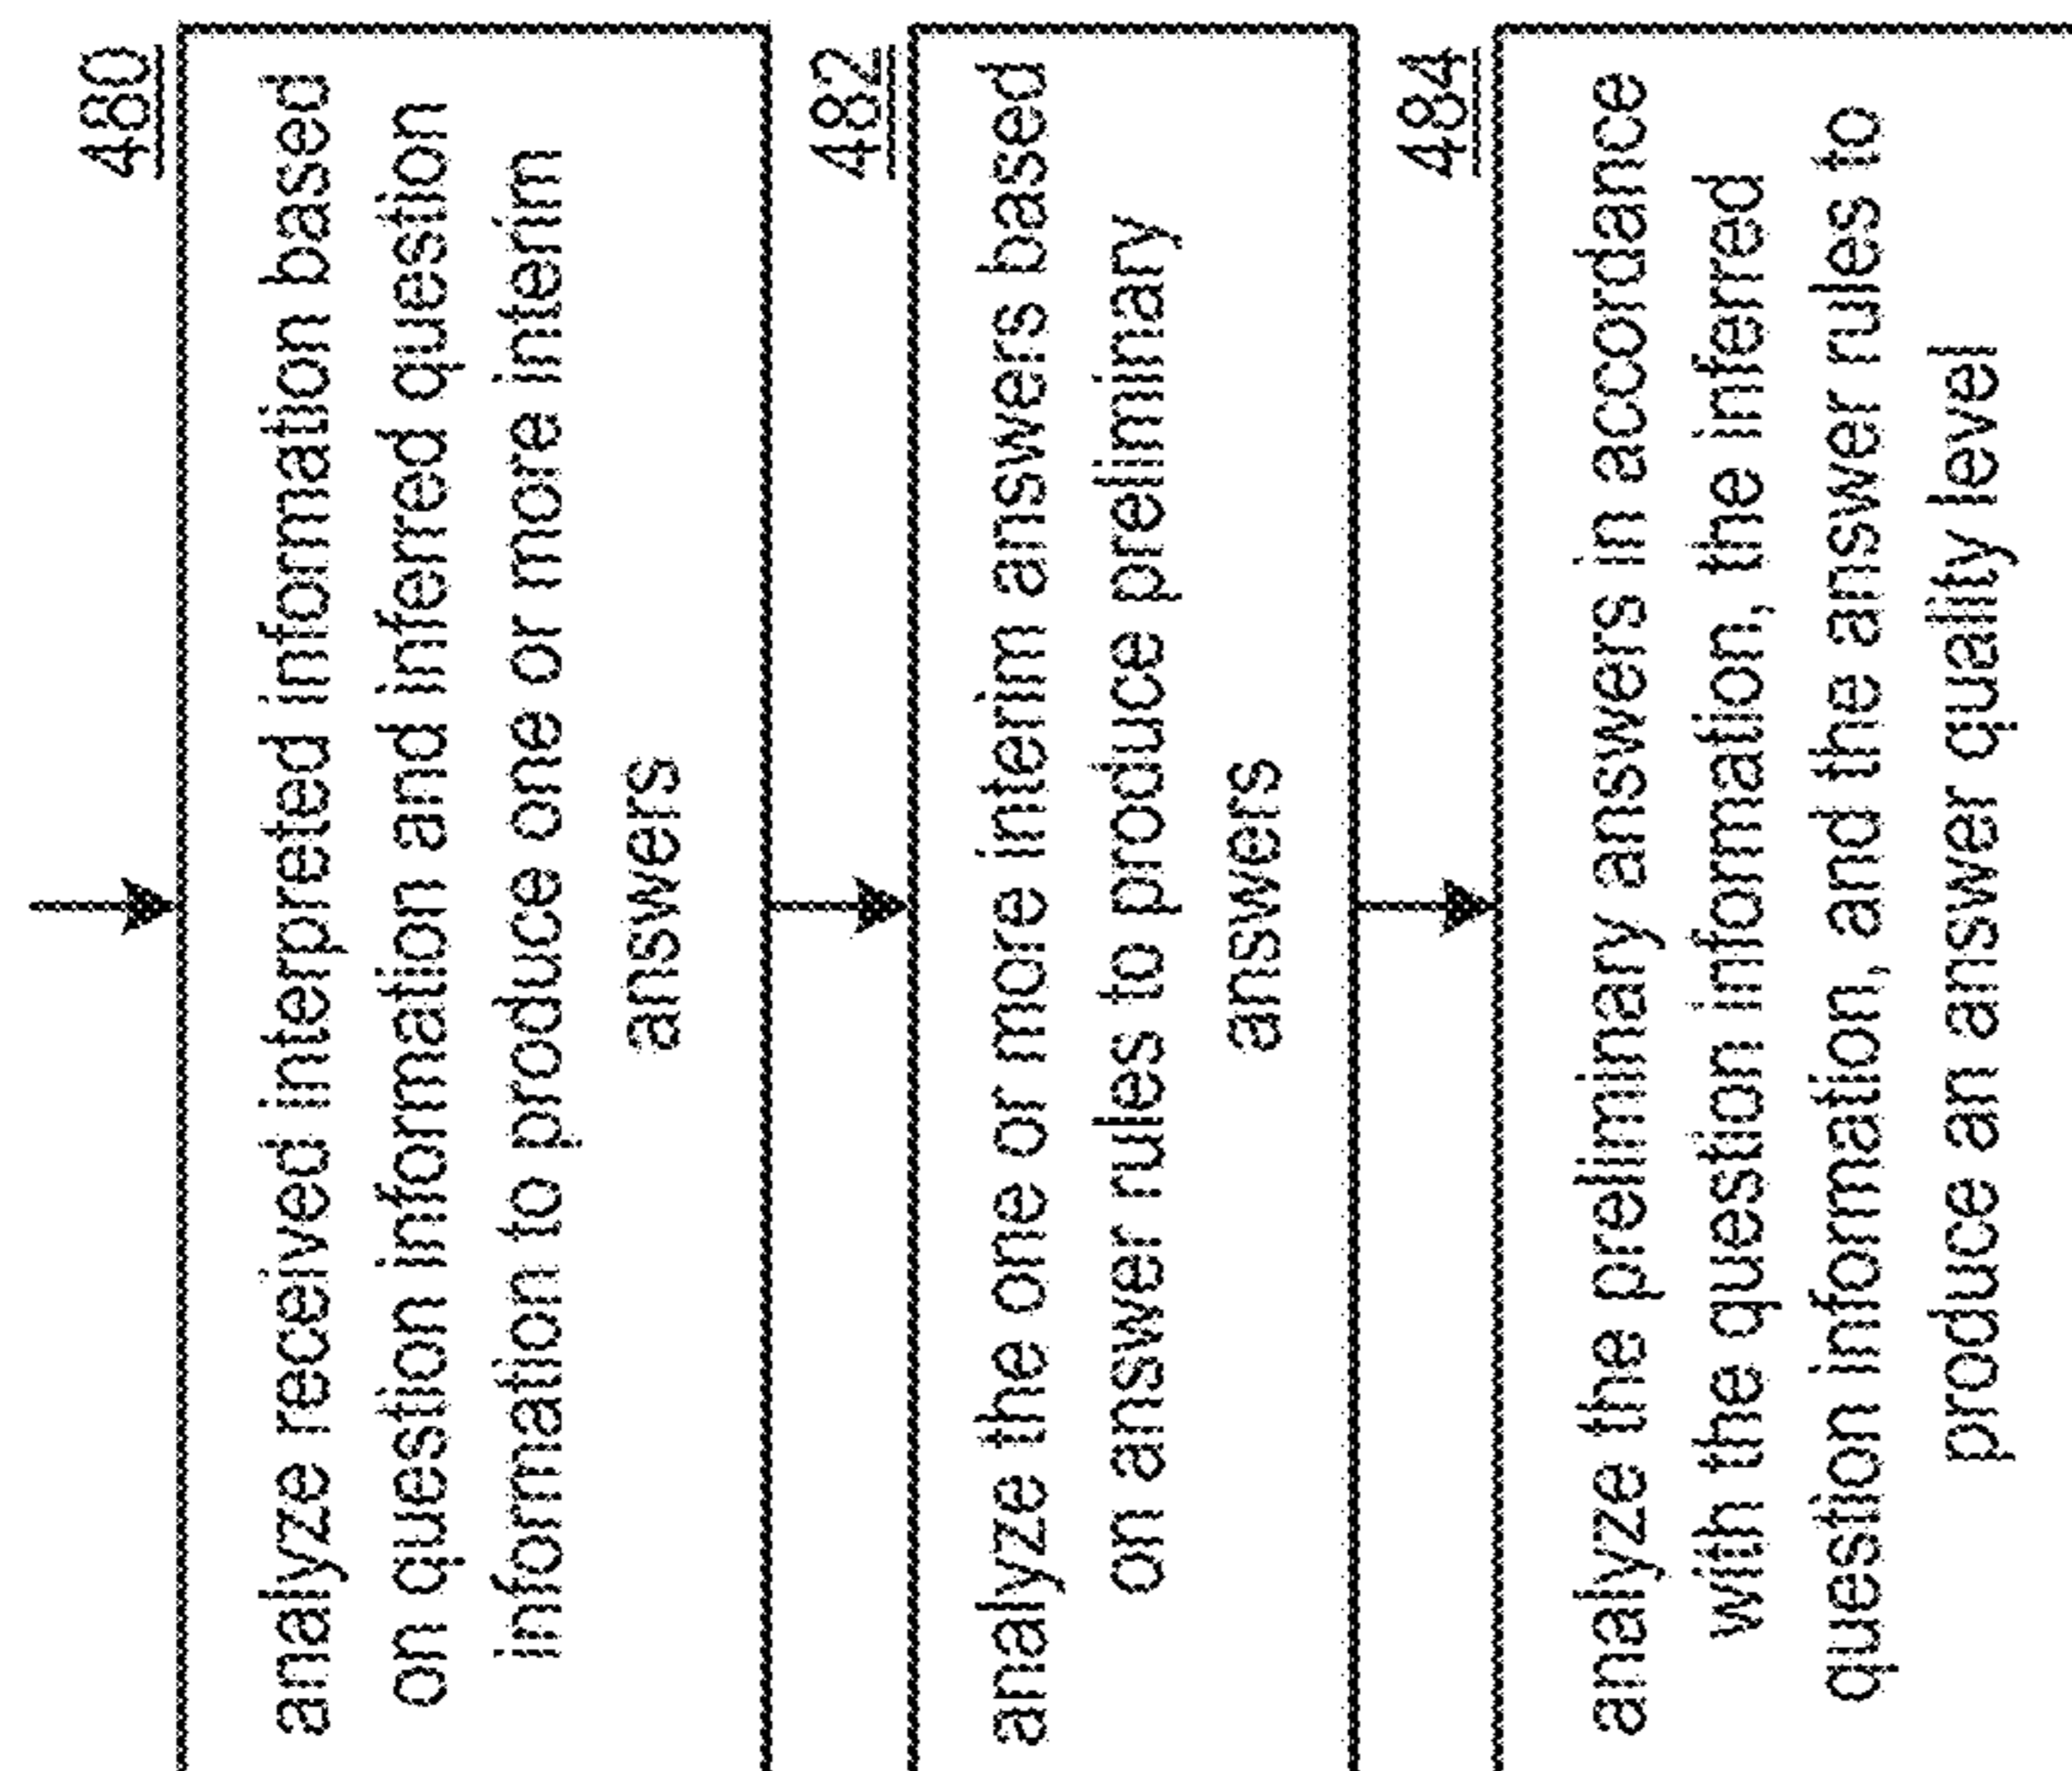 480
analyze received interpreted information based
on question information and inferred question
information to produce one or more interim
answers
482
analyze the one or more interim answers based
on answer rules to produce preliminary
answers
484
analyze the preliminary answers in accordance
with the question information, the inferred
question information, and the answer rules to
produce an answer quality level